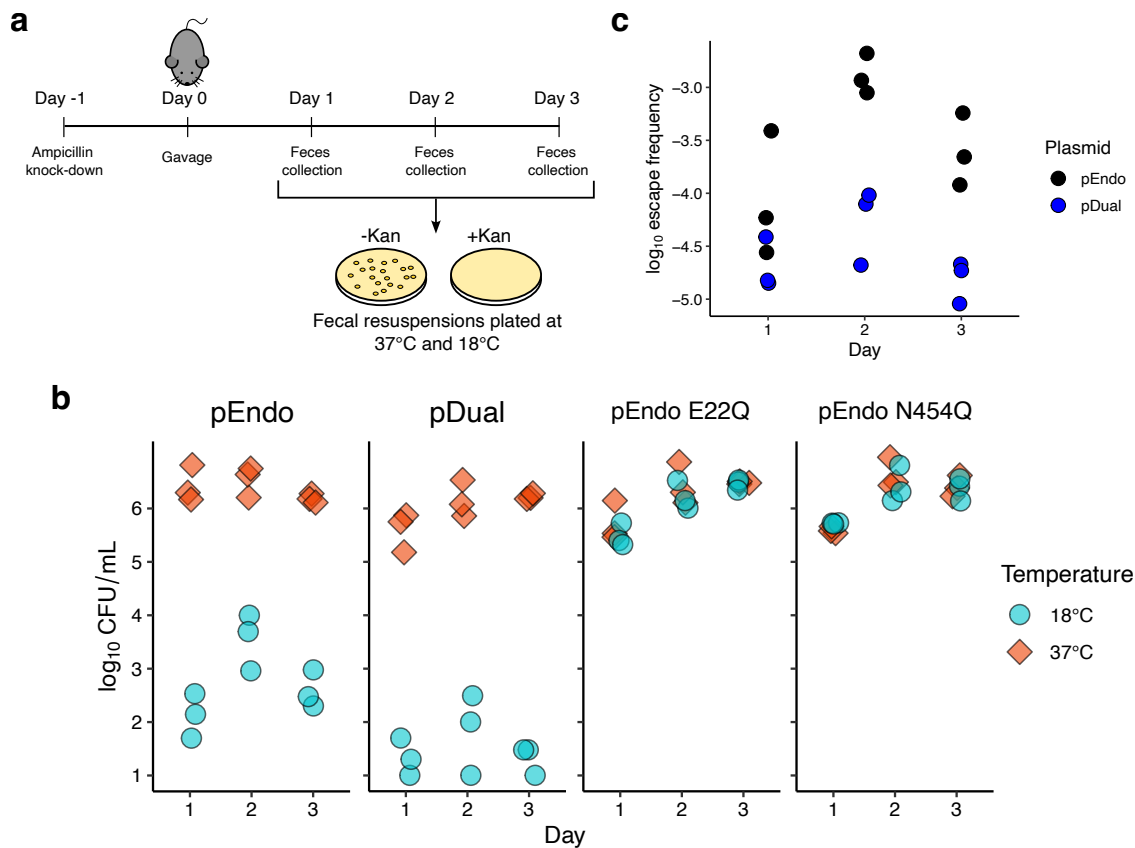 a
Day -1
Day 0
Day 1
Day 2
Day 3
Ampicillin
knock-down
Gavage
Feces
collection
Feces
collection
Feces
collection
-Kan
+Kan
Fecal resuspensions plated at
37°C and 18°C
c
log10 escape frequency
−3.0
−3.5
−4.0
−4.5
−5.0
1
2
3
Day
Plasmid
pEndo
pDual
b
pEndo
pDual
pEndo E22Q
pEndo N454Q
log10 CFU/mL
6
5
4
3
2
1
1 2 3
1 2 3
1 2 3
1 2 3
Day
Temperature
18°C
37°C